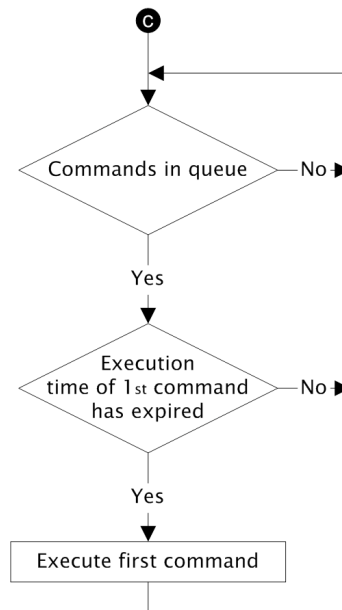 C
Commands in queue
No
Yes
Execution
time of 1st command
has expired
No
Yes
Execute first command